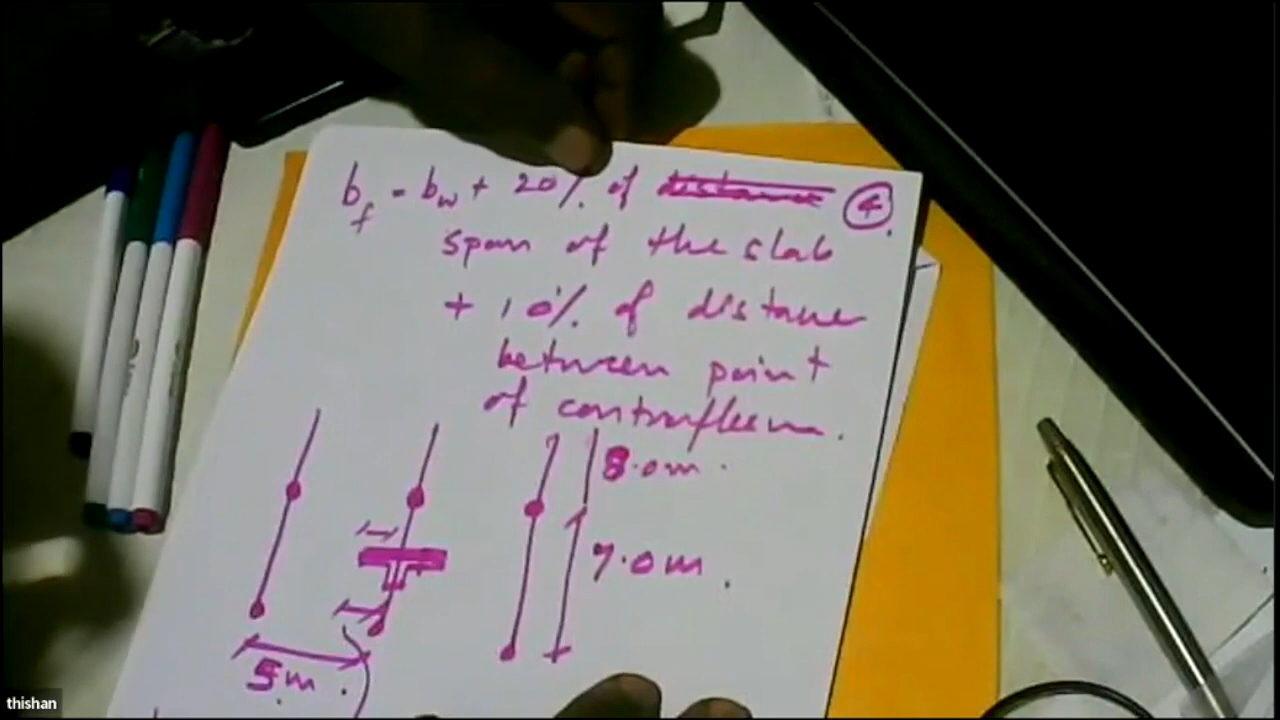 bf = bw + 20% of distance ④
span of the slab
+ 10% of distance
between point
of contraflexure.
8.0m.
7.0m.
5m.
thishan